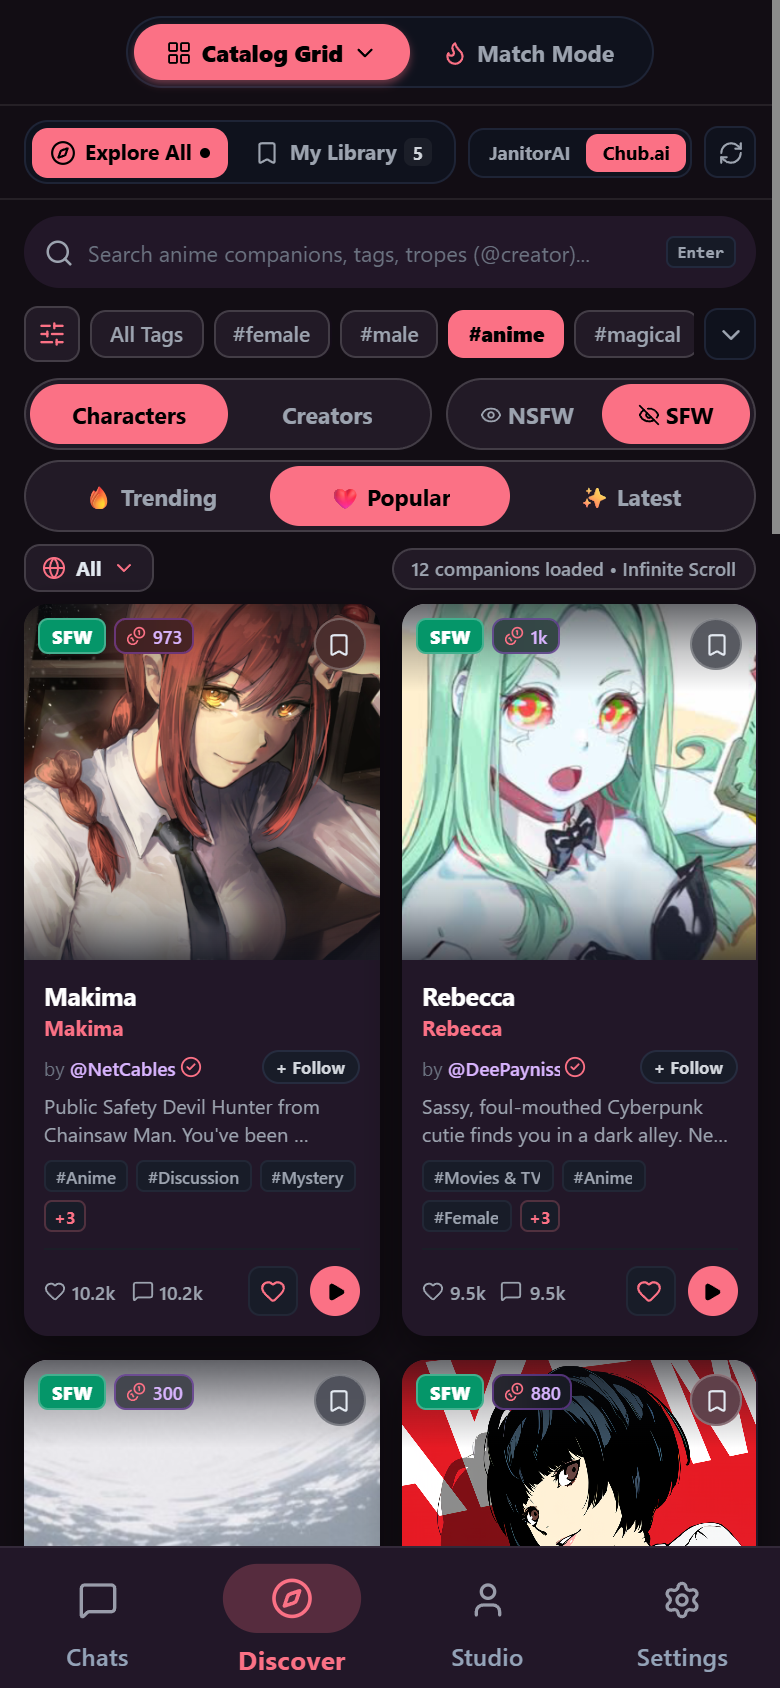 Catalog Grid
Match Mode
Explore All •
My Library 5
JanitorAI
Chub.ai
Search anime companions, tags, tropes (@creator)...
Enter
All Tags
#female
#male
#anime
#magical
Characters
Creators
NSFW
SFW
🔥 Trending
💗 Popular
✨ Latest
All
12 companions loaded • Infinite Scroll
SFW
973
SFW
1k
Makima
Makima
by @NetCables
+ Follow
Public Safety Devil Hunter from
Chainsaw Man. You've been ...
#Anime
#Discussion
#Mystery
+3
10.2k
10.2k
Rebecca
Rebecca
by @DeePayniss
+ Follow
Sassy, foul-mouthed Cyberpunk
cutie finds you in a dark alley. Ne...
#Movies & TV
#Anime
#Female
+3
9.5k
9.5k
SFW
300
SFW
880
Chats
Discover
Studio
Settings